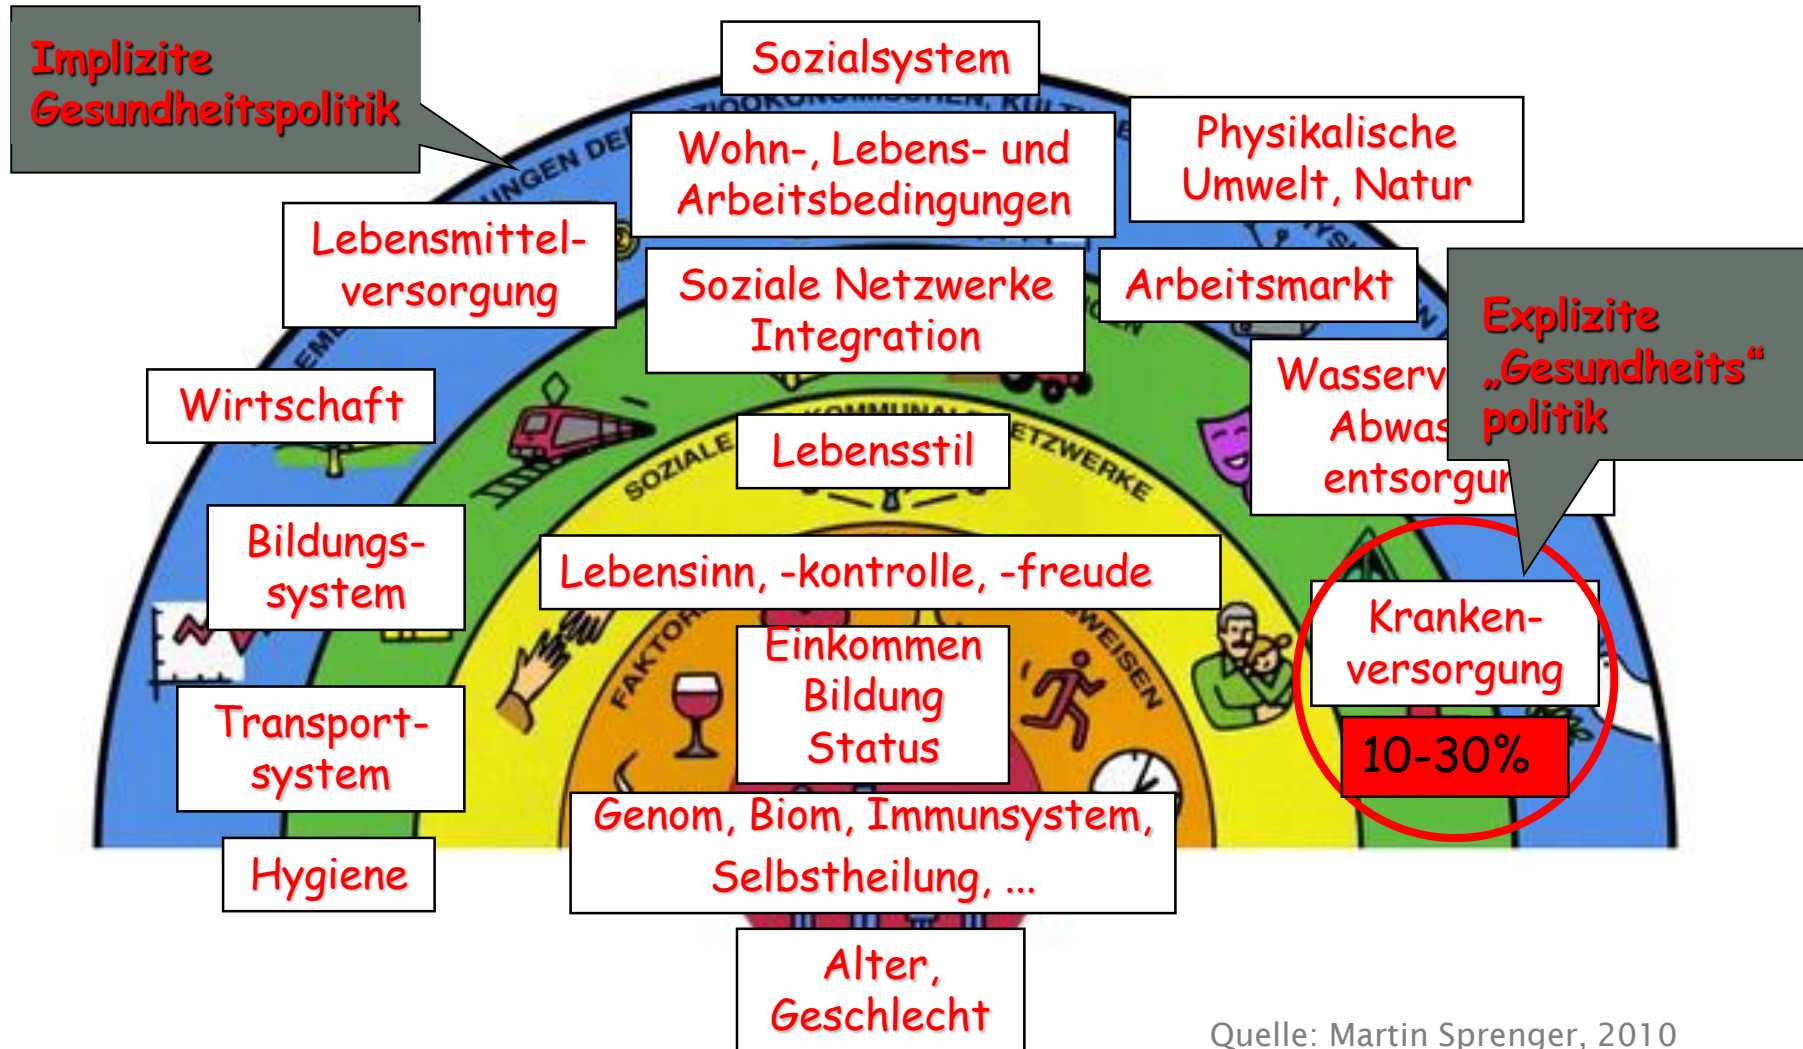 Implizite
Gesundheitspolitik
Sozialsystem
Wohn-, Lebens- und
Arbeitsbedingungen
Physikalische
Umwelt, Natur
Lebensmittel-
versorgung
Soziale Netzwerke
Integration
Arbeitsmarkt
Explizite
„Gesundheits“
politik
Wirtschaft
Lebensstil
SOZIALE
Bildungs-
system
Lebensinn, -kontrolle, -freude
Kranken-
versorgung
10-30%
Einkommen
Bildung
Status
Transport-
system
Genom, Biom, Immunsystem,
Selbstheilung, ...
Hygiene
Alter,
Geschlecht
Quelle: Martin Sprenger, 2010